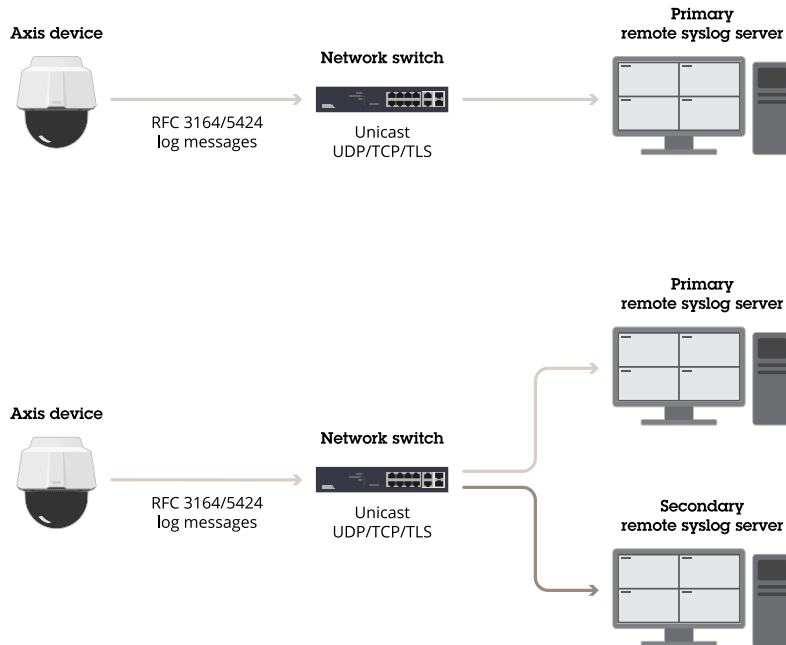 Axis device
Network switch
Primary
remote syslog server
RFC 3164/5424
log messages
Unicast
UDP/TCP/TLS
Primary
remote syslog server
Axis device
Network switch
RFC 3164/5424
log messages
Unicast
UDP/TCP/TLS
Secondary
remote syslog server